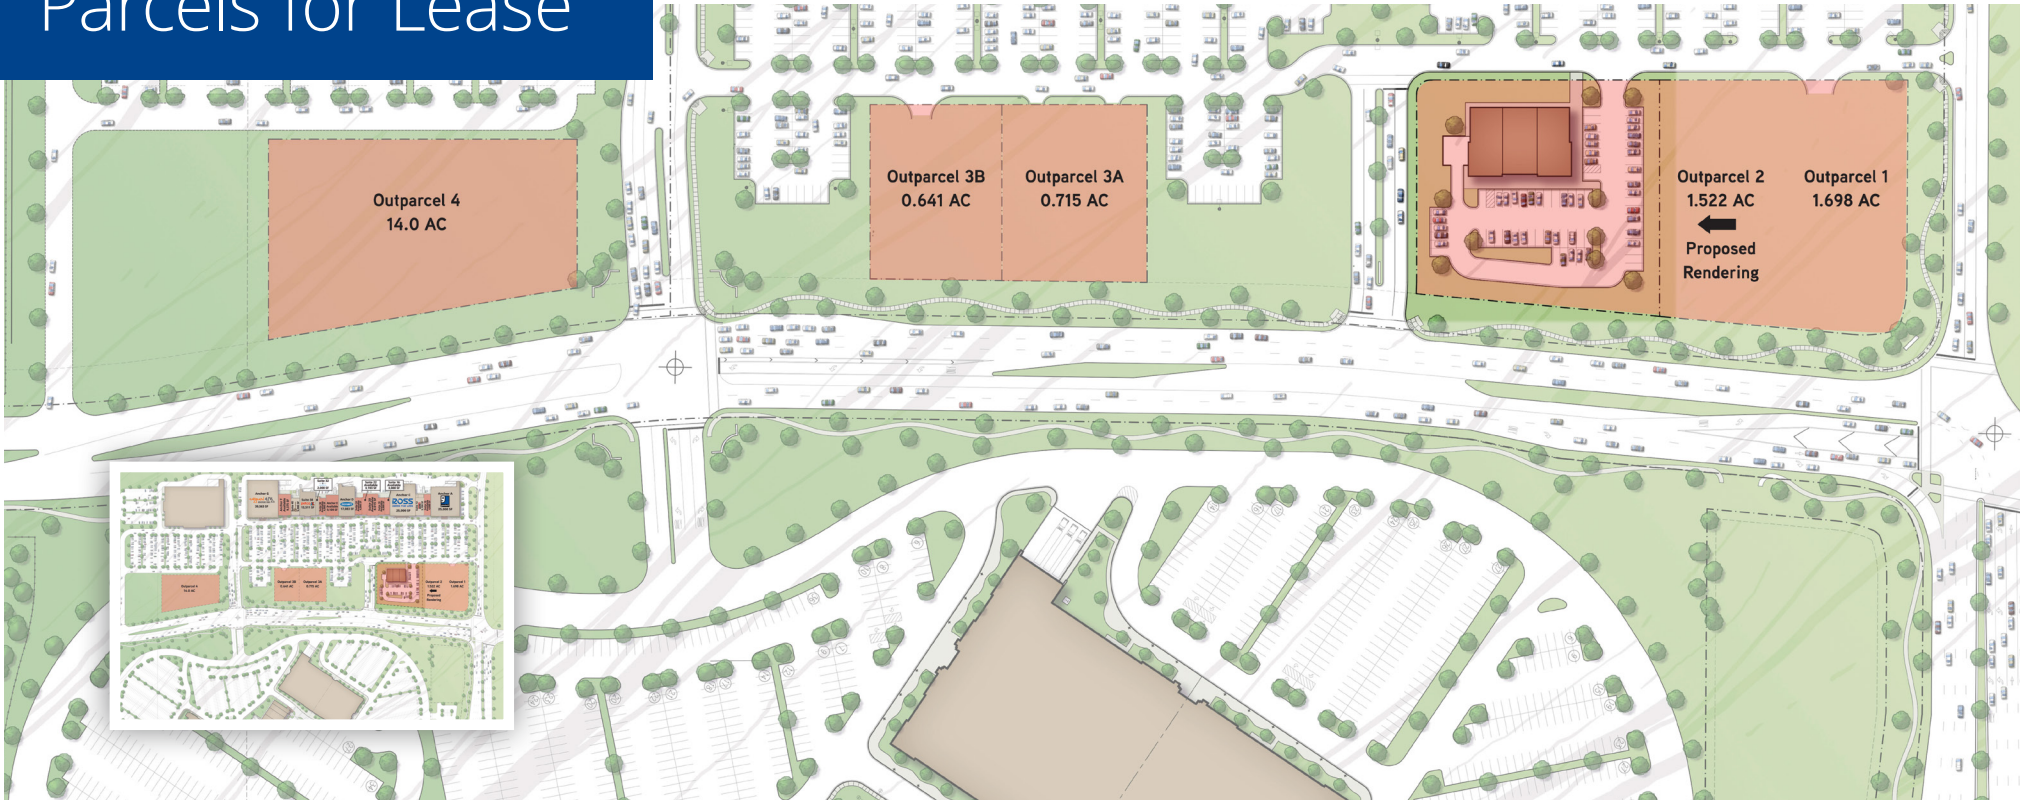 Parcels for Lease
Outparcel 4
14.0 AC
Outparcel 3B
0.641 AC
Outparcel 3A
0.715 AC
Outparcel 2
1.522 AC
Proposed
Rendering
Outparcel 1
1.698 AC
ROSS